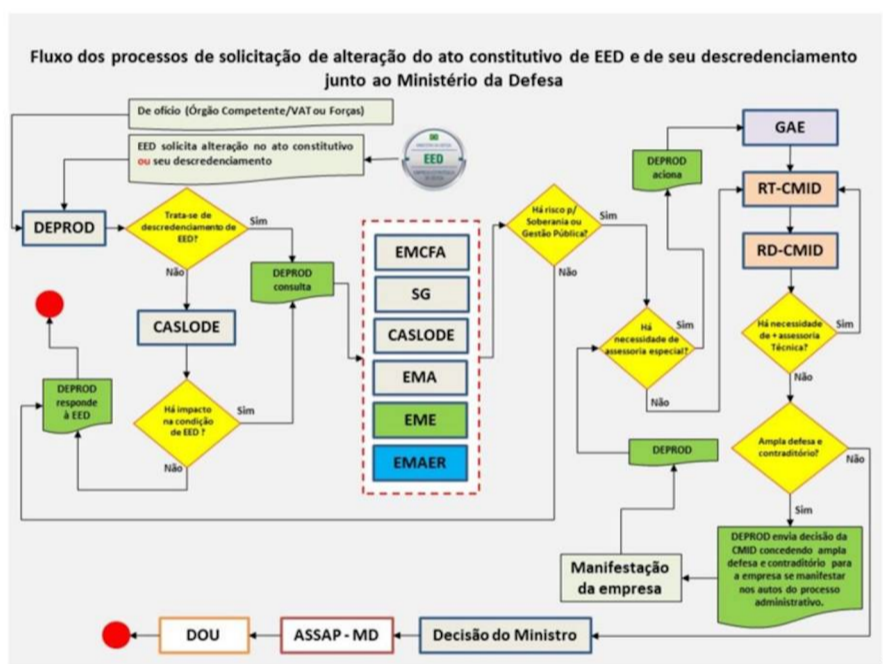 Fluxo dos processos de solicitação de alteração do ato constitutivo de EED e de seu descredenciamento
junto ao Ministério da Defesa
De ofício (Órgão Competente/VAT ou Forças)
EED solicita alteração no ato constitutivo
ou seu descredenciamento
EED
DEPROD
Trata-se de
descredenciamento de
EED?
Sim
Não
DEPROD
consulta
CASLODE
Há impacto
na condição
de EED ?
Sim
Não
DEPROD
responde
à EED
EMCFA
SG
CASLODE
EMA
EME
EMAER
Há risco p/
Soberania ou
Gestão Pública?
Sim
Não
DEPROD
aciona
Há
necessidade de
assessoria especial?
Sim
Não
GAE
RT-CMID
RD-CMID
Há necessidade
de + assessoria
Técnica?
Sim
Não
Ampla defesa e
contraditório?
Não
Sim
DEPROD envia decisão da
CMID concedendo ampla
defesa e contraditório para
a empresa se manifestar
nos autos do processo
administrativo.
DEPROD
Manifestação
da empresa
Decisão do Ministro
ASSAP - MD
DOU